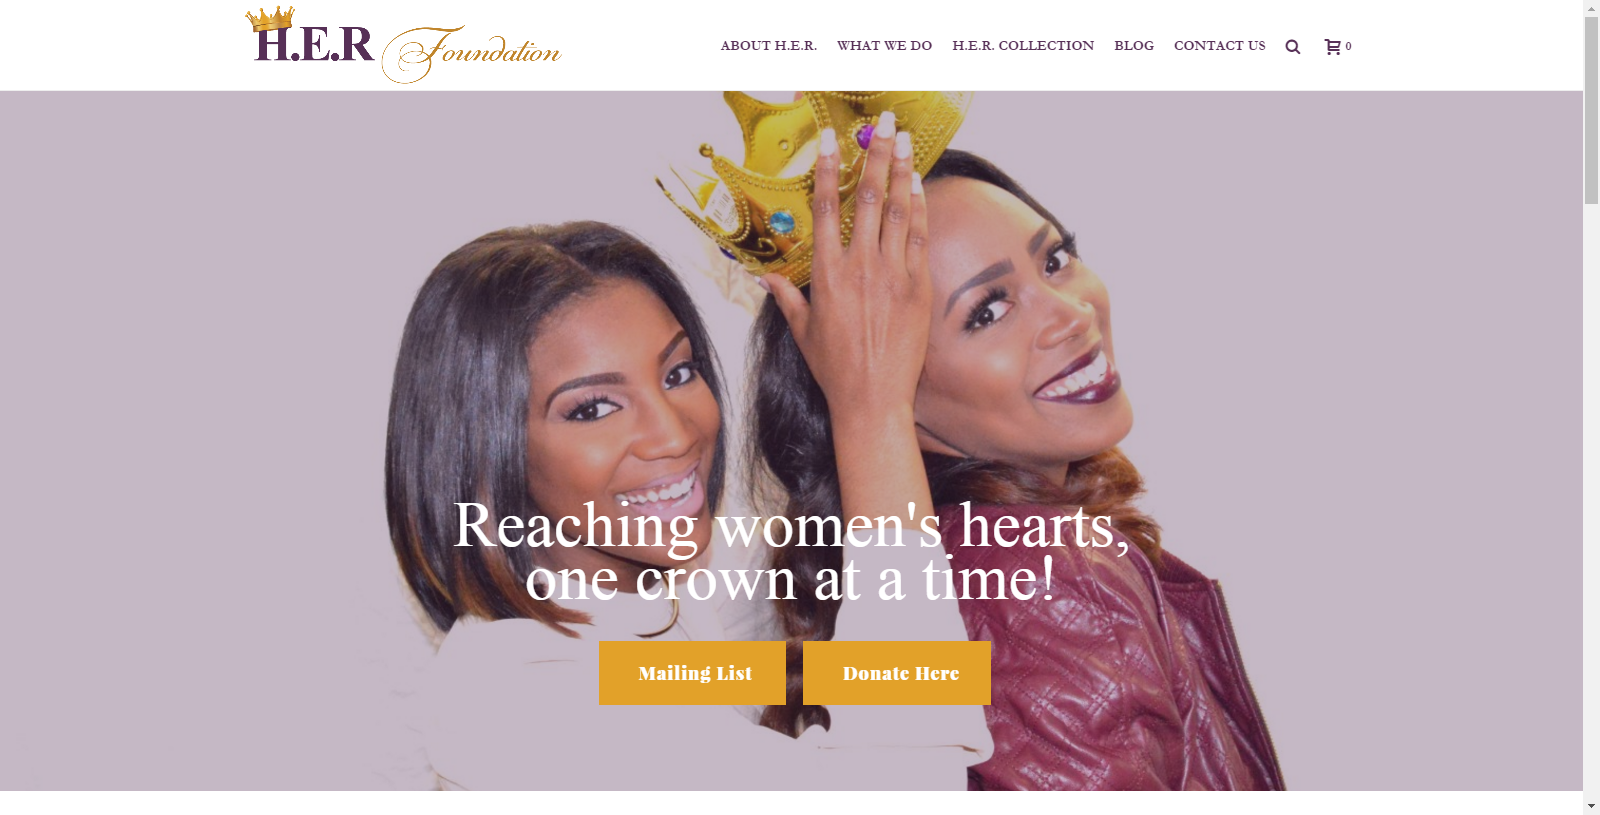 H.E.R Foundation
ABOUT H.E.R. WHAT WE DO H.E.R. COLLECTION BLOG CONTACT US 0
Reaching women's hearts,
one crown at a time!
Mailing List Donate Here